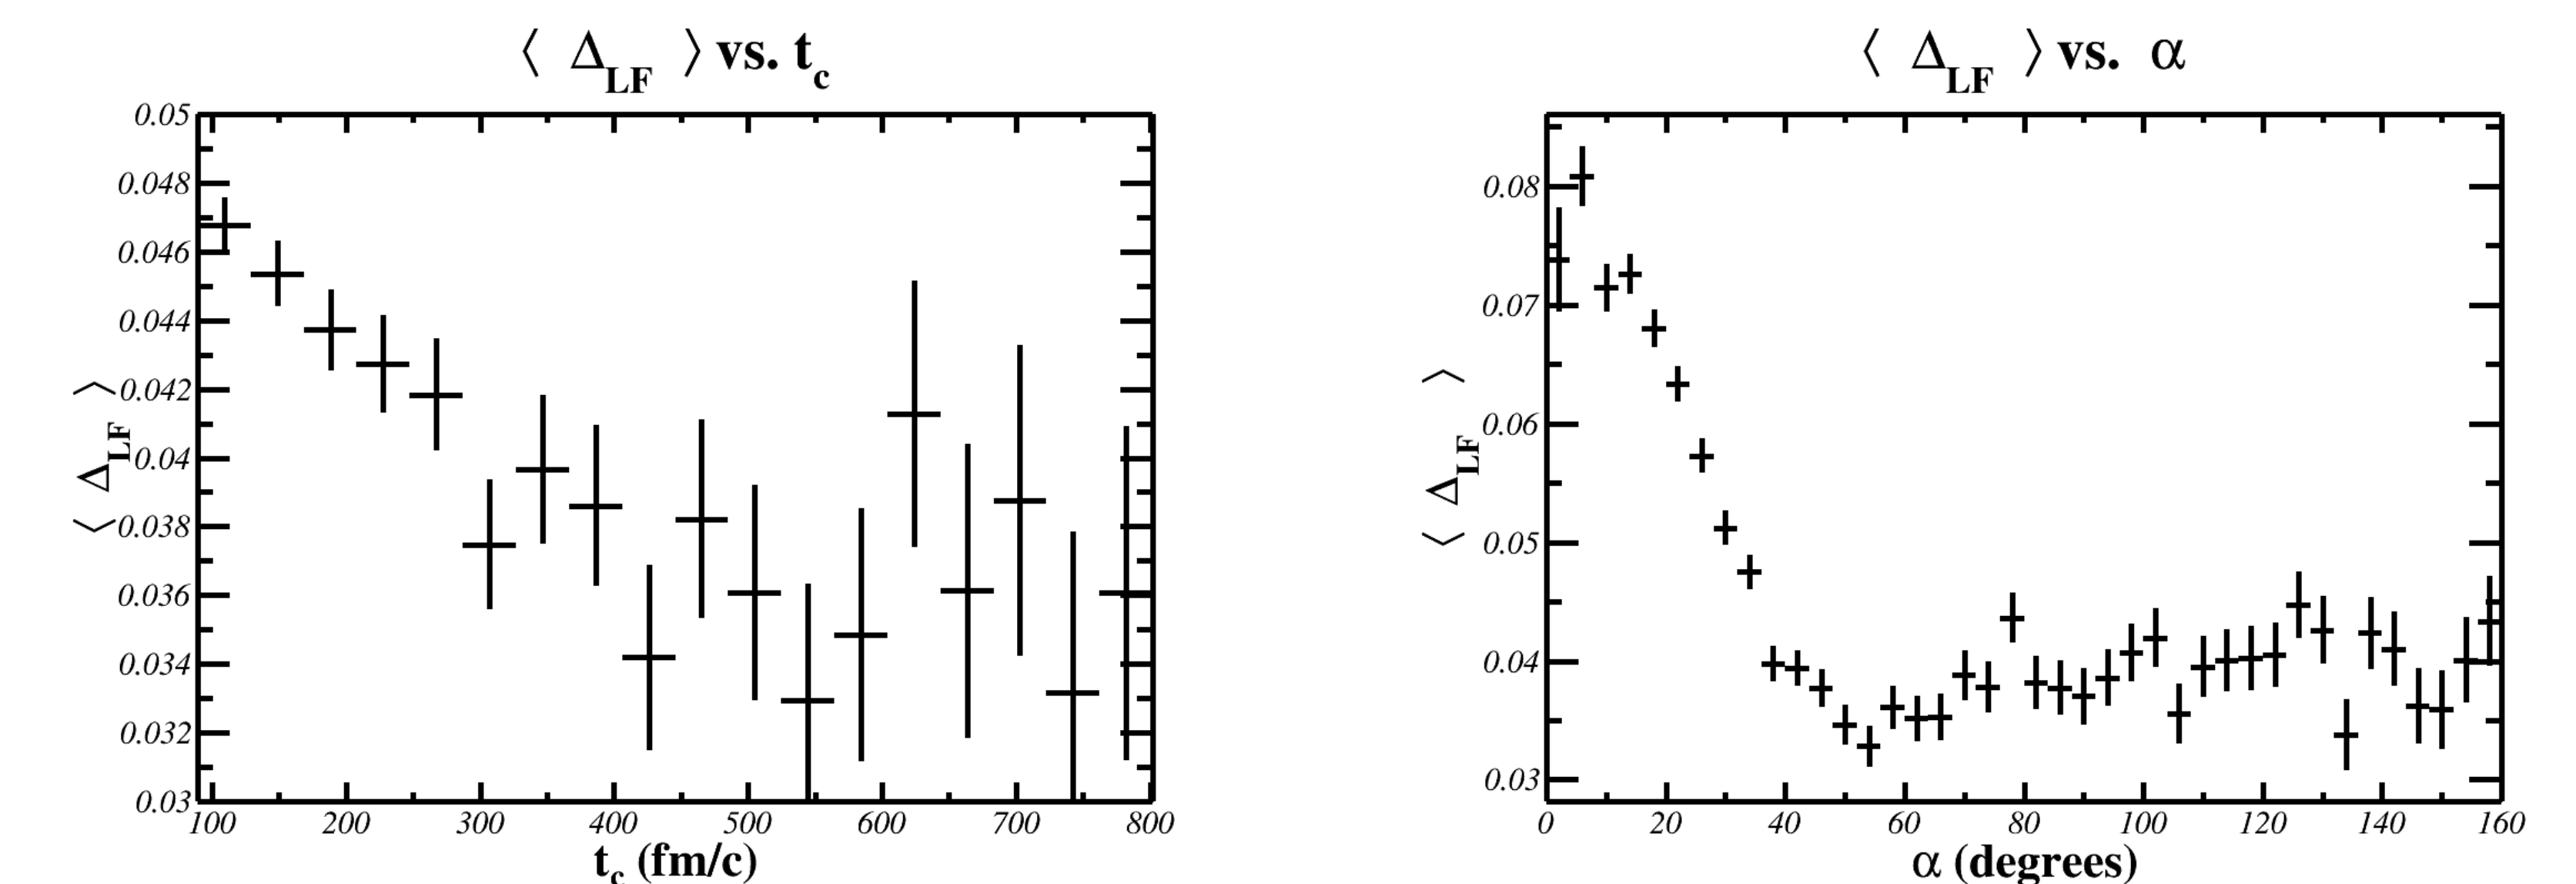 ⟨ Δ_LF ⟩ vs. t_c
0.05
0.048
0.046
0.044
0.042
0.04
0.038
0.036
0.034
0.032
0.03
⟨ Δ_LF ⟩
100 200 300 400 500 600 700 800
t_c (fm/c)
⟨ Δ_LF ⟩ vs. α
0.08
0.07
0.06
0.05
0.04
0.03
⟨ Δ_LF ⟩
0 20 40 60 80 100 120 140 160
α (degrees)